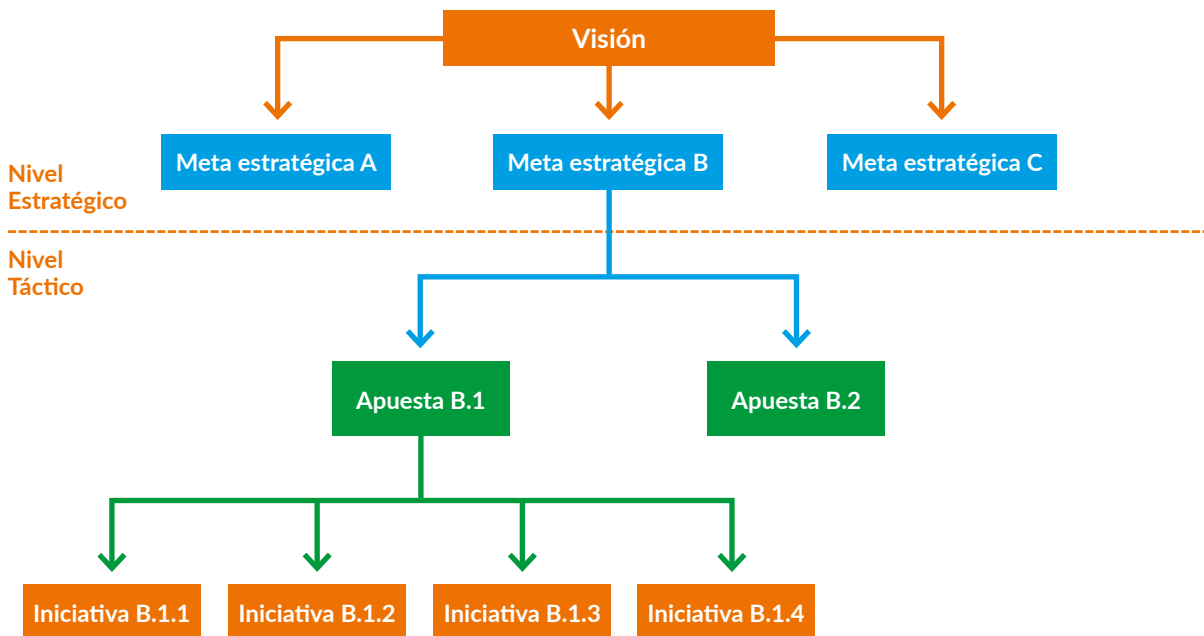 Visión
Meta estratégica A
Meta estratégica B
Meta estratégica C
Nivel
Estratégico
Nivel
Táctico
Apuesta B.1
Apuesta B.2
Iniciativa B.1.1
Iniciativa B.1.2
Iniciativa B.1.3
Iniciativa B.1.4